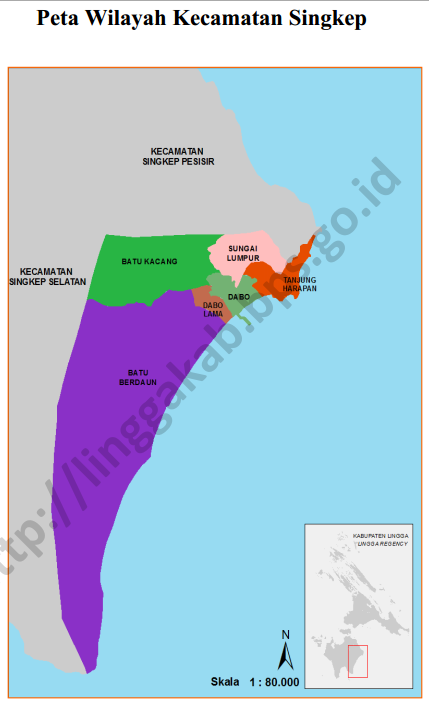 Peta Wilayah Kecamatan Singkep
KECAMATAN
SINGKEP PESISIR
SUNGAI
LUMPUR
BATU KACANG
KECAMATAN
SINGKEP SELATAN
TANJUNG
HARAPAN
DABO
DABO
LAMA
BATU
BERDAUN
ttp://linggakab.bps.go.id
KABUPATEN LINGGA
LINGGA REGENCY
N
Skala 1 : 80.000